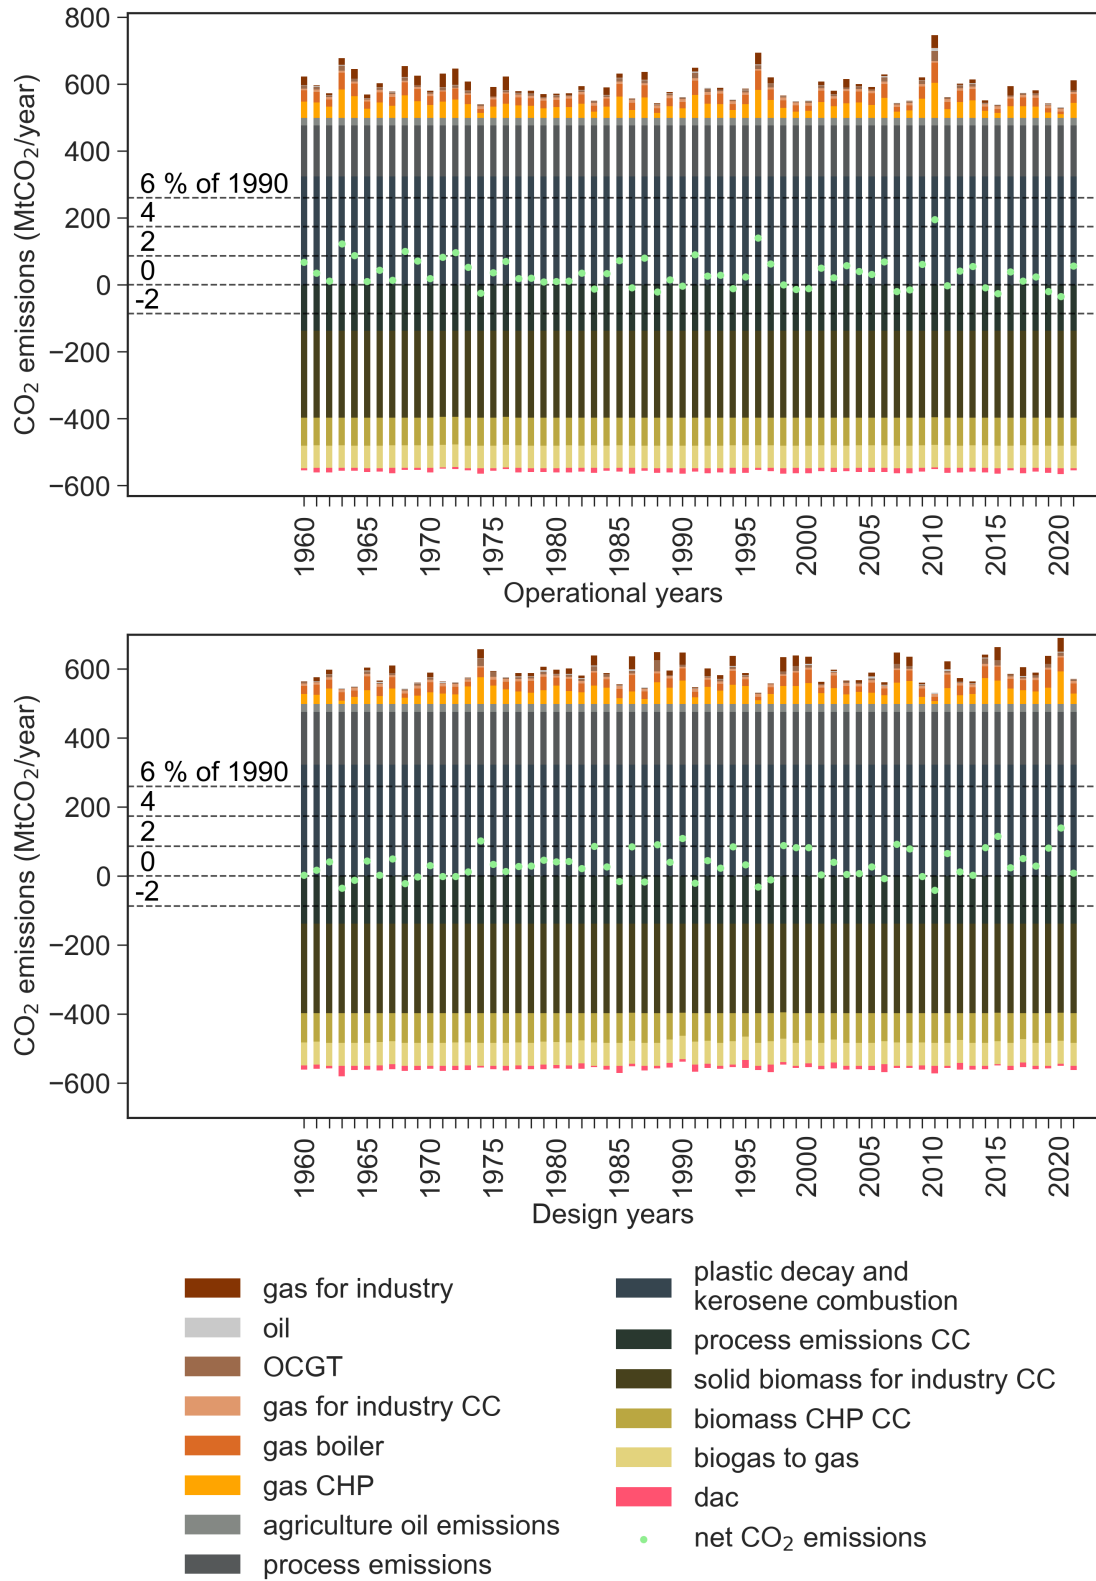 800
600
400
200
0
−200
−400
−600
CO₂ emissions (MtCO₂/year)
6 % of 1990
4
2
0
-2
1960
1965
1970
1975
1980
1985
1990
1995
2000
2005
2010
2015
2020
Operational years
600
400
200
0
−200
−400
−600
CO₂ emissions (MtCO₂/year)
6 % of 1990
4
2
0
-2
1960
1965
1970
1975
1980
1985
1990
1995
2000
2005
2010
2015
2020
Design years
gas for industry
oil
OCGT
gas for industry CC
gas boiler
gas CHP
agriculture oil emissions
process emissions
plastic decay and
kerosene combustion
process emissions CC
solid biomass for industry CC
biomass CHP CC
biogas to gas
dac
net CO₂ emissions